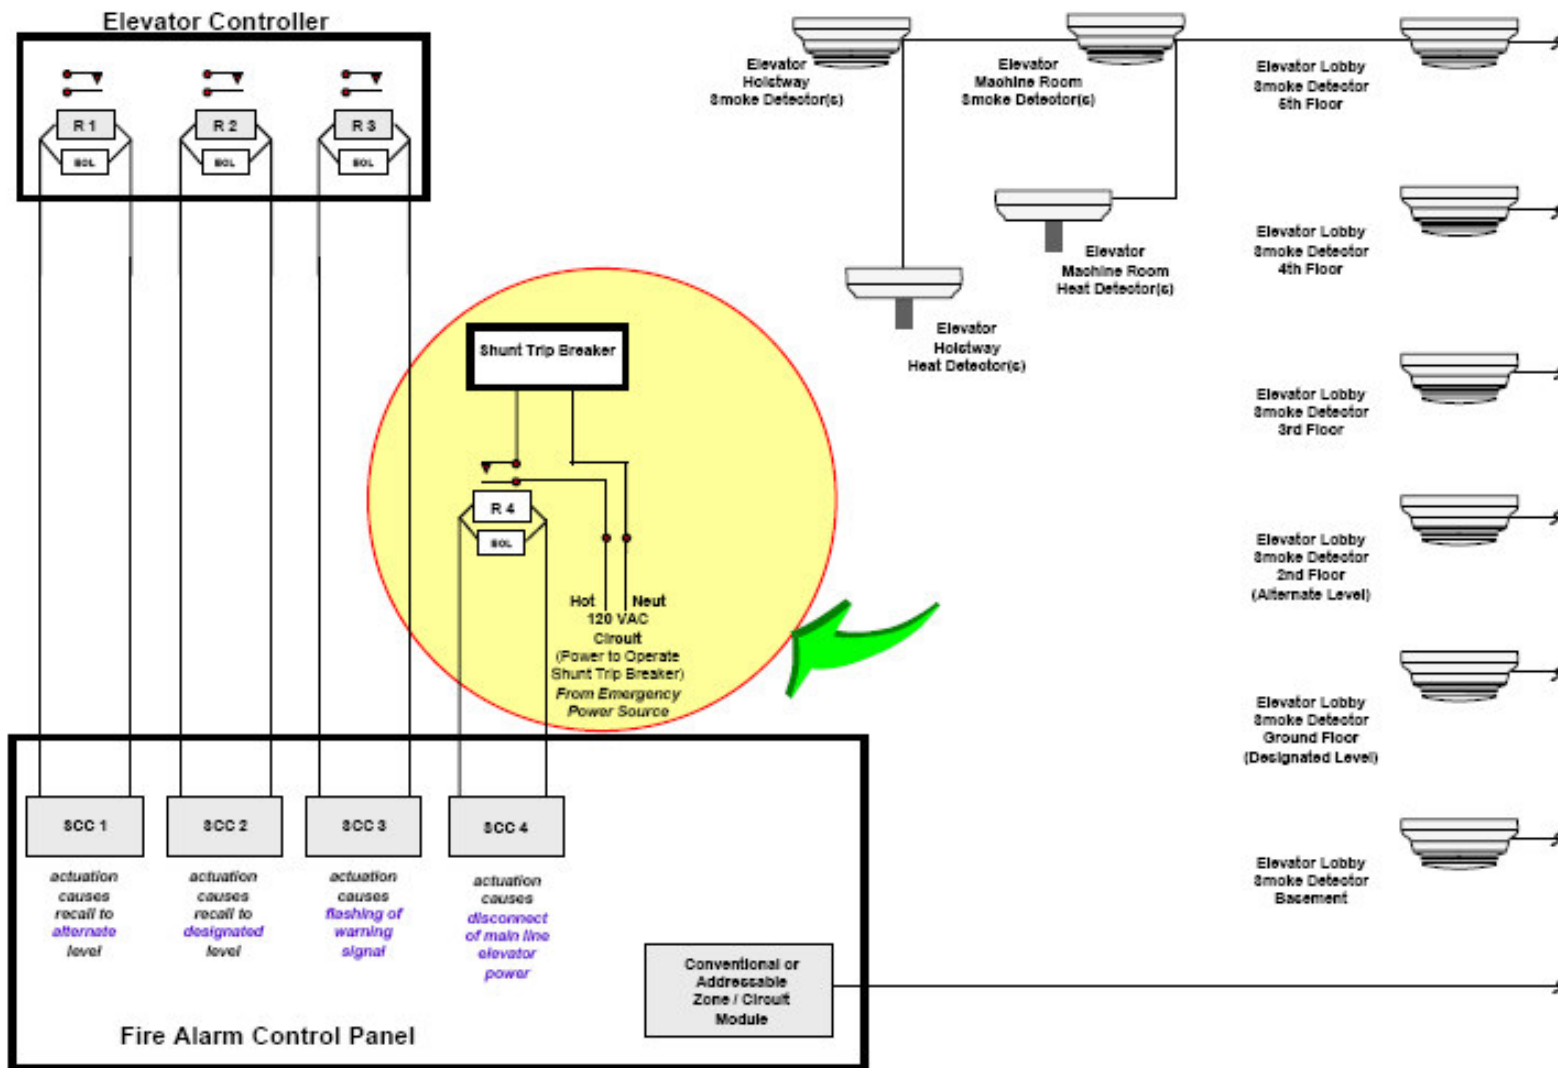 Elevator Controller
R 1
EOL
R 2
EOL
R 3
EOL
Elevator
Hoistway
Smoke Detector(s)
Elevator
Machine Room
Smoke Detector(s)
Elevator Lobby
Smoke Detector
5th Floor
Elevator
Machine Room
Heat Detector(s)
Elevator
Hoistway
Heat Detector(s)
Elevator Lobby
Smoke Detector
4th Floor
Elevator Lobby
Smoke Detector
3rd Floor
Elevator Lobby
Smoke Detector
2nd Floor
(Alternate Level)
Elevator Lobby
Smoke Detector
Ground Floor
(Designated Level)
Elevator Lobby
Smoke Detector
Basement
Shunt Trip Breaker
R 4
EOL
Hot Neut
120 VAC
Circuit
(Power to Operate
Shunt Trip Breaker)
From Emergency
Power Source
SCC 1
actuation
causes
recall to
alternate
level
SCC 2
actuation
causes
recall to
designated
level
SCC 3
actuation
causes
flashing of
warning
signal
SCC 4
actuation
causes
disconnect
of main line
elevator
power
Conventional or
Addressable
Zone / Circuit
Module
Fire Alarm Control Panel